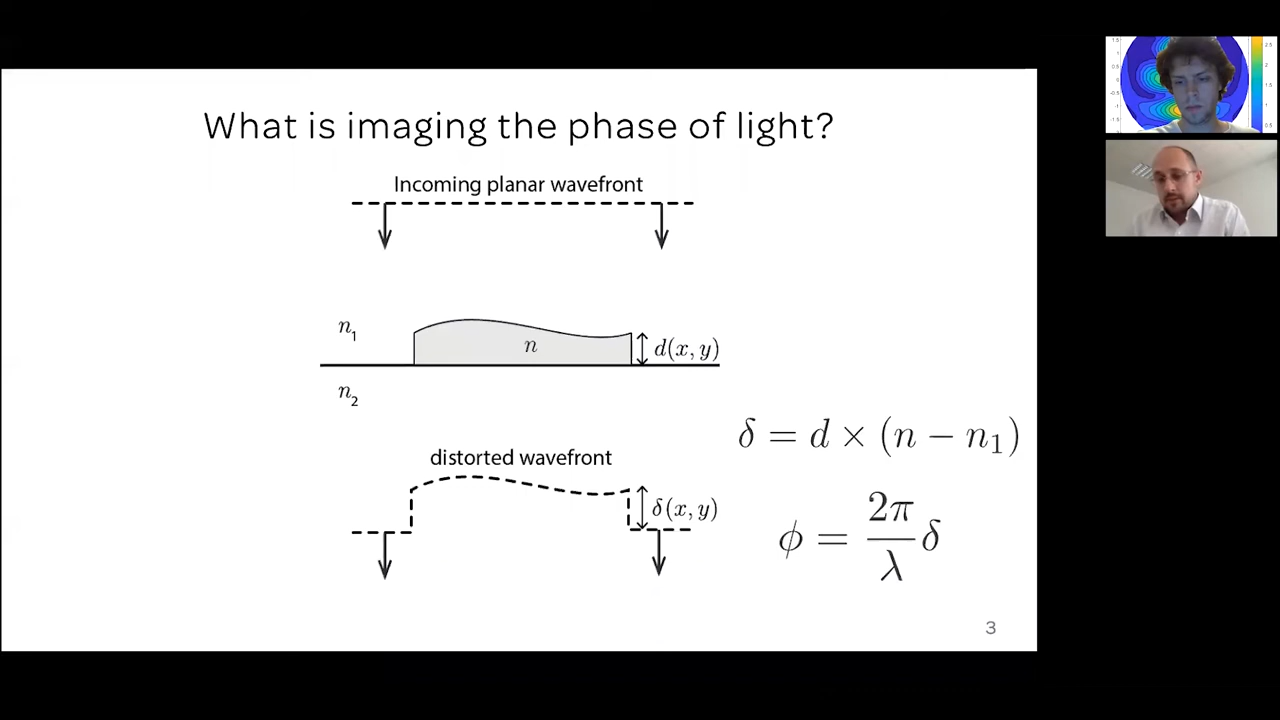 What is imaging the phase of light?
Incoming planar wavefront
n₁
n
d(x, y)
n₂
δ = d × (n − n₁)
distorted wavefront
δ(x, y)
ϕ = 2π/λ δ
3